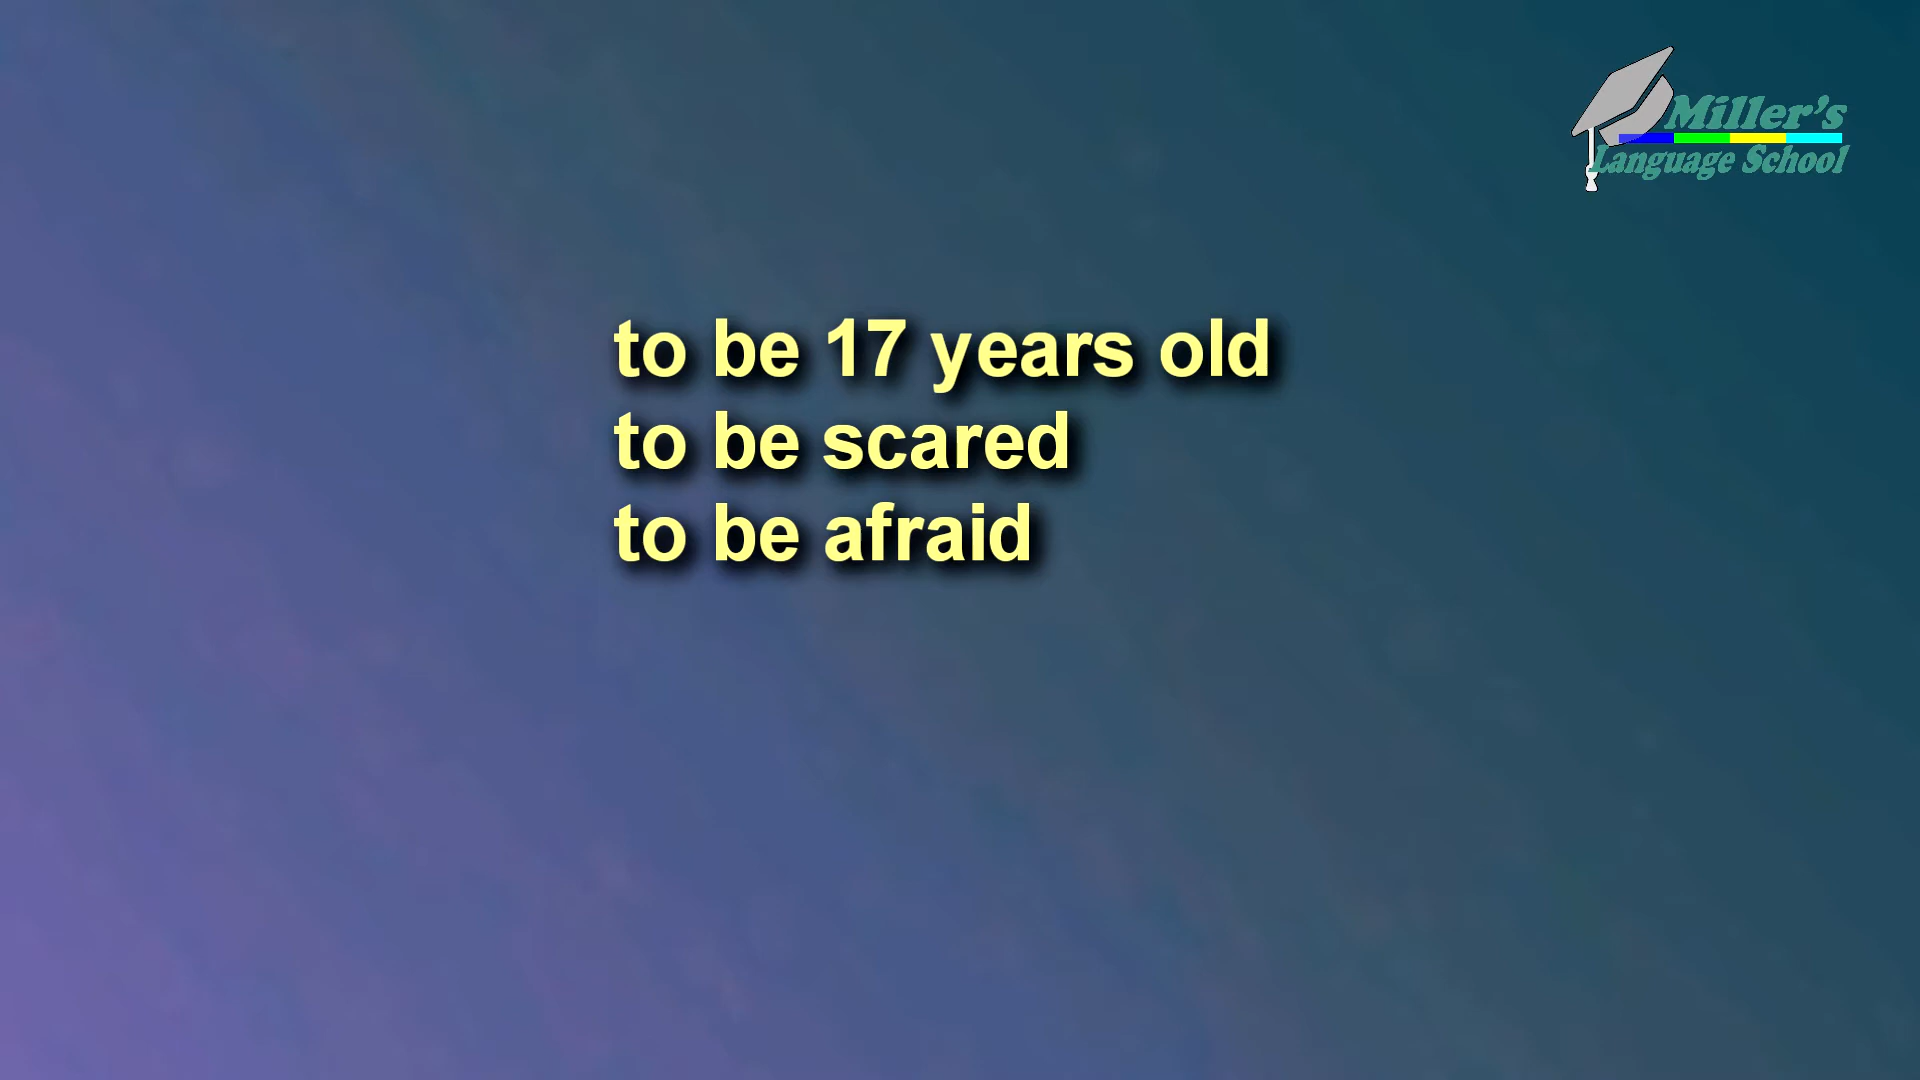 Miller's
Language School
to be 17 years old
to be scared
to be afraid